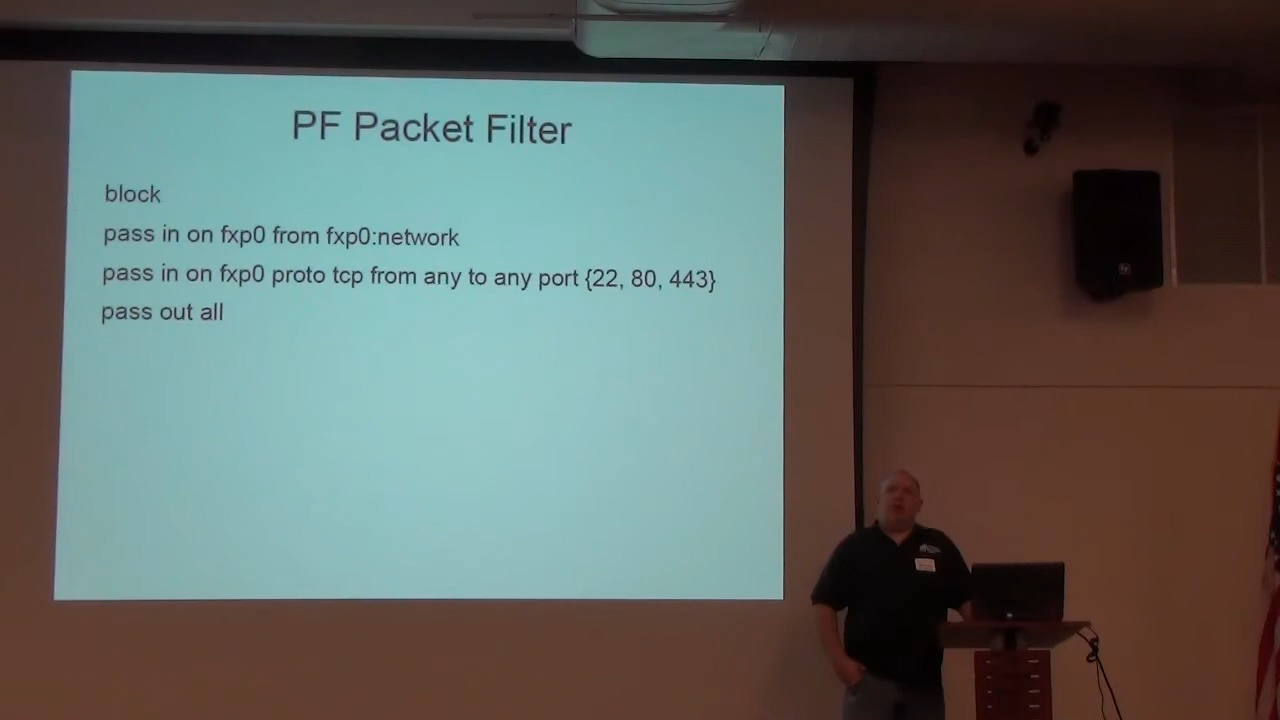 PF Packet Filter
block
pass in on fxp0 from fxp0:network
pass in on fxp0 proto tcp from any to any port {22, 80, 443}
pass out all